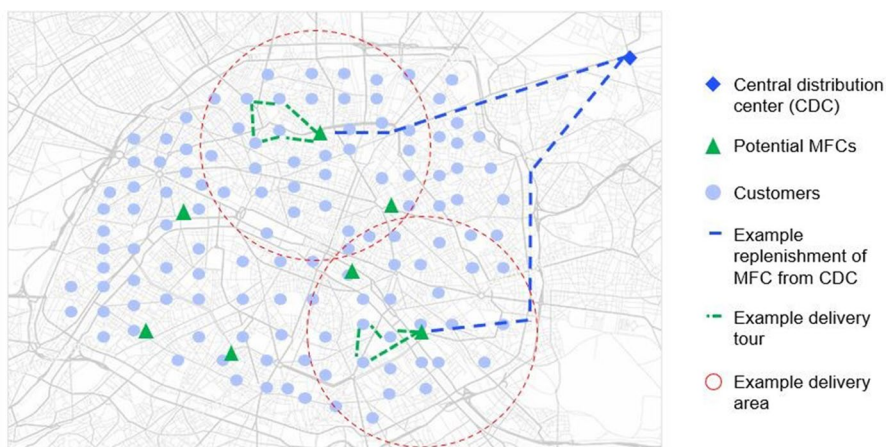 Central distribution
center (CDC)
Potential MFCs
Customers
Example
replenishment of
MFC from CDC
Example delivery
tour
Example delivery
area